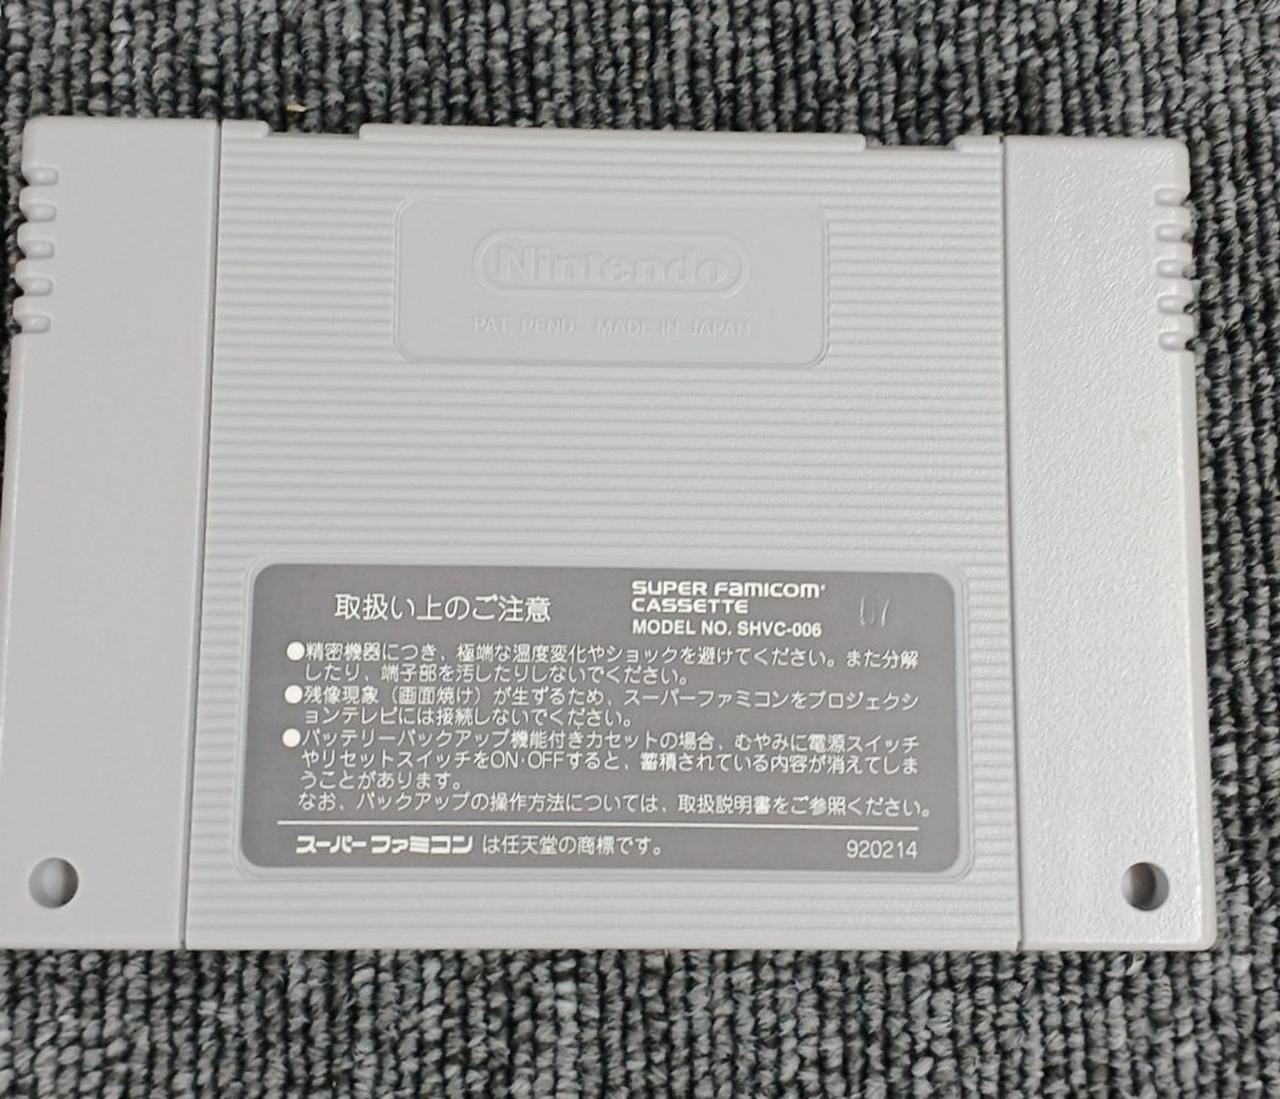 Nintendo
PAT. PEND. MADE IN JAPAN
取扱い上のご注意
SUPER FAMICOM
CASSETTE
MODEL NO. SHVC-006
07
●精密機器につき、極端な温度変化やショックを避けてください。また分解
したり、端子部を汚したりしないでください。
●残像現象（画面焼け）が生ずるため、スーパーファミコンをプロジェクシ
ョンテレビには接続しないでください。
●バッテリーバックアップ機能付きカセットの場合、むやみに電源スイッチ
やリセットスイッチをON·OFFすると、蓄積されている内容が消えてしま
うことがあります。
なお、バックアップの操作方法については、取扱説明書をご参照ください。
スーパーファミコン は任天堂の商標です。
920214